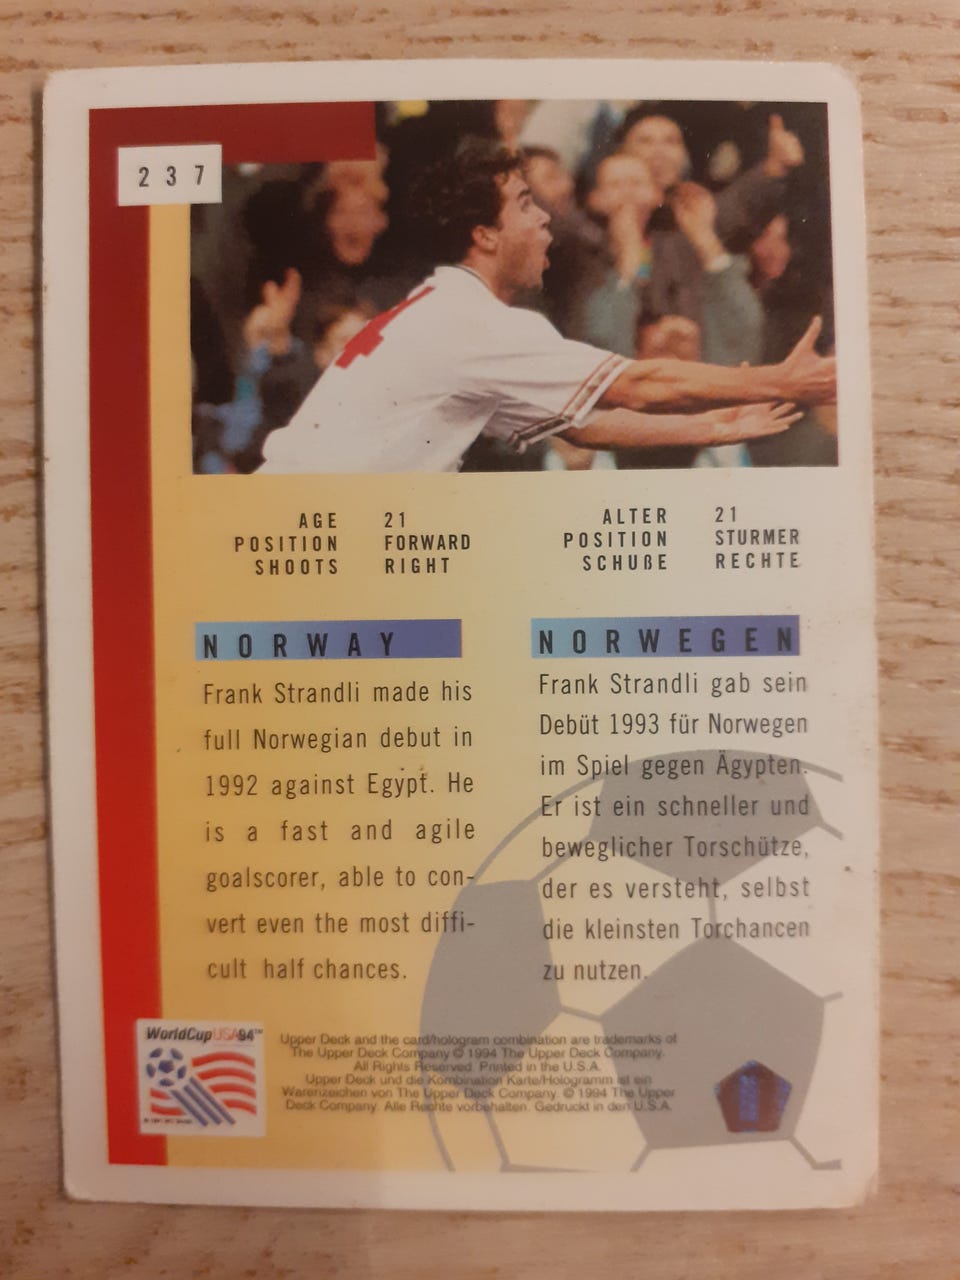 237
4
AGE 21
POSITION FORWARD
SHOOTS RIGHT
ALTER 21
POSITION STURMER
SCHUßE RECHTE
NORWAY
Frank Strandli made his
full Norwegian debut in
1992 against Egypt. He
is a fast and agile
goalscorer, able to con-
vert even the most diffi-
cult half chances.
NORWEGEN
Frank Strandli gab sein
Debüt 1993 für Norwegen
im Spiel gegen Ägypten.
Er ist ein schneller und
beweglicher Torschütze,
der es versteht, selbst
die kleinsten Torchancen
zu nutzen.
WorldCupUSA94™
Upper Deck and the card/hologram combination are trademarks of
The Upper Deck Company © 1994 The Upper Deck Company.
All Rights Reserved. Printed in the U.S.A.
Upper Deck und die Kombination Karte/Hologramm ist ein
Warenzeichen von The Upper Deck Company. © 1994 The Upper
Deck Company. Alle Rechte vorbehalten. Gedruckt in den U.S.A.